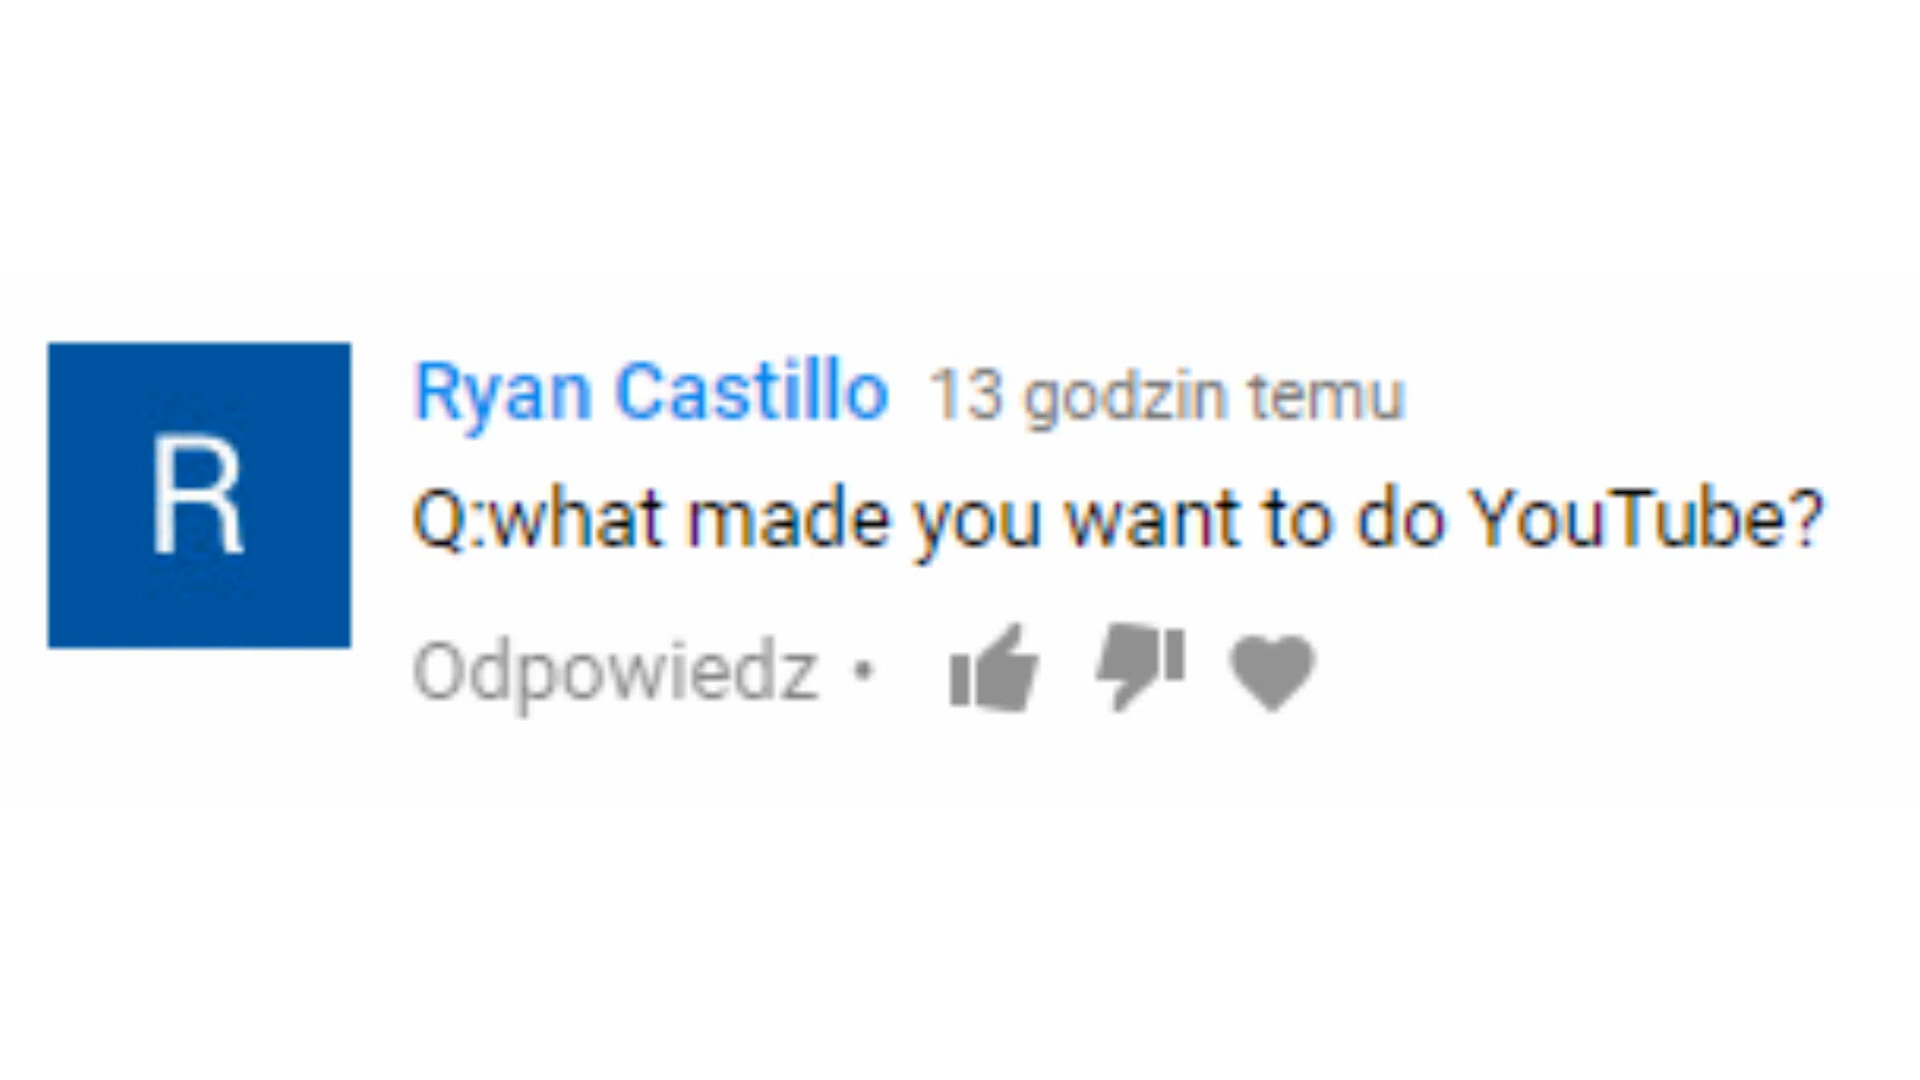 R
Ryan Castillo 13 godzin temu
Q:what made you want to do YouTube?
Odpowiedz •